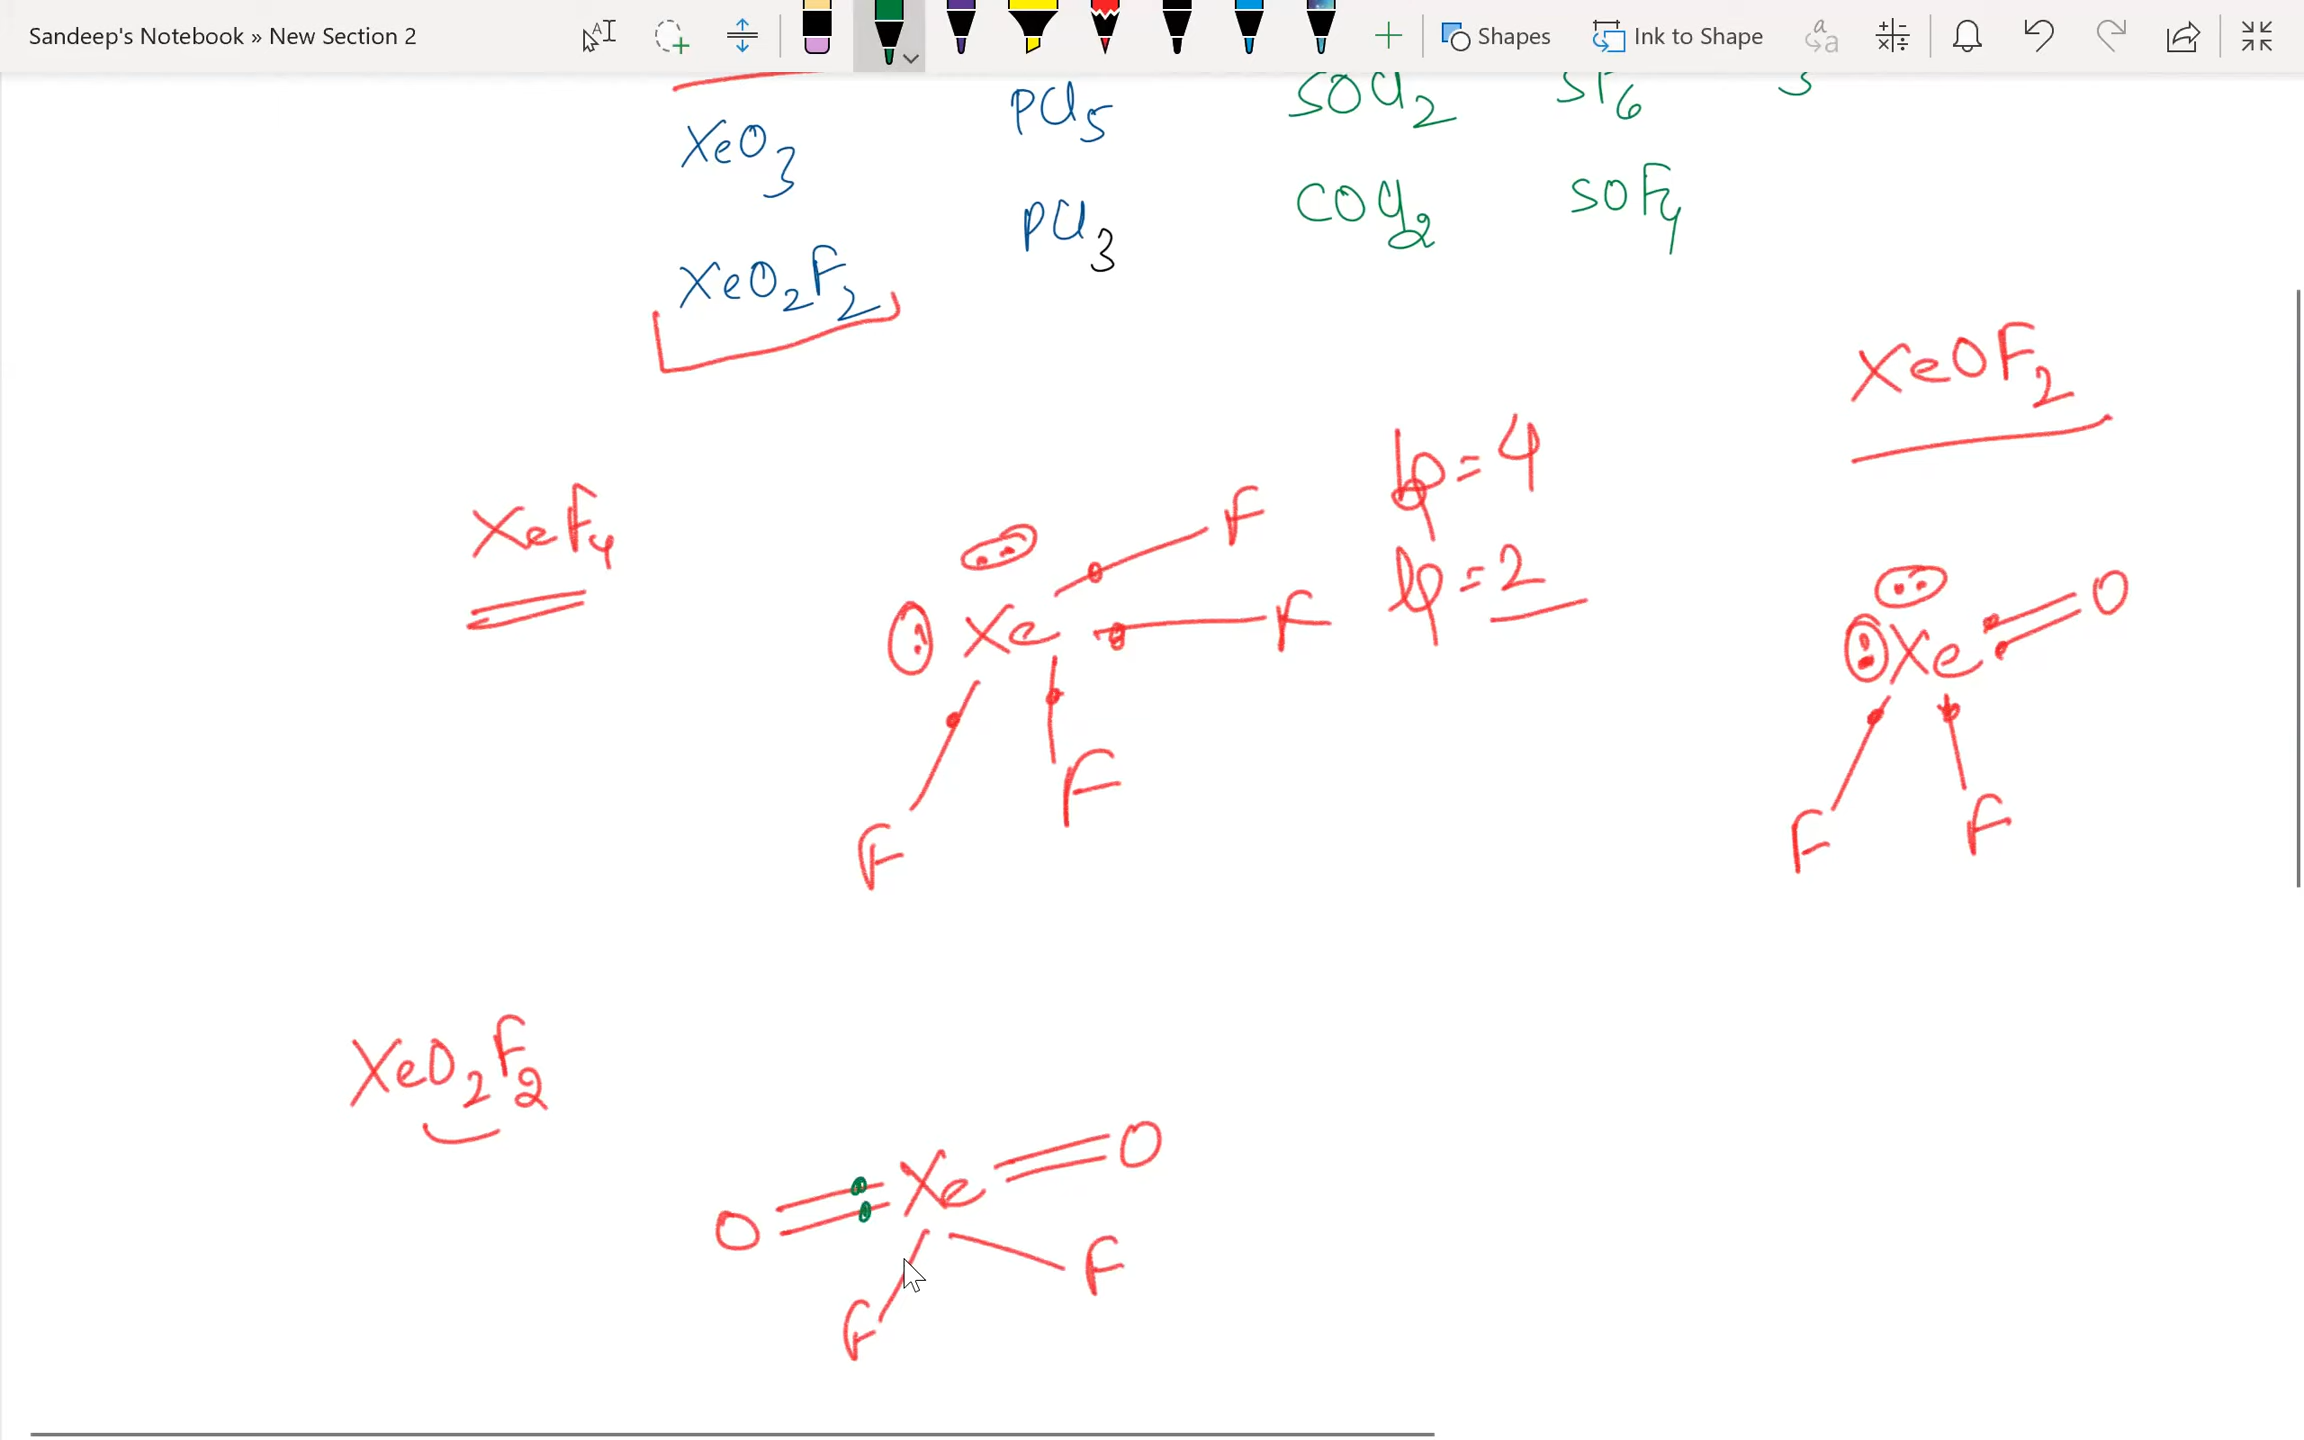 Sandeep's Notebook » New Section 2
Shapes
Ink to Shape
PCl5 SOCl2 SF6
XeO3
PCl3 COCl2 SOF4
XeO2F2
XeOF2
XeF4
bp = 4
lp = 2
F
Xe F
F
F
O
Xe
F F
XeO2F2
Xe O
O
F
F